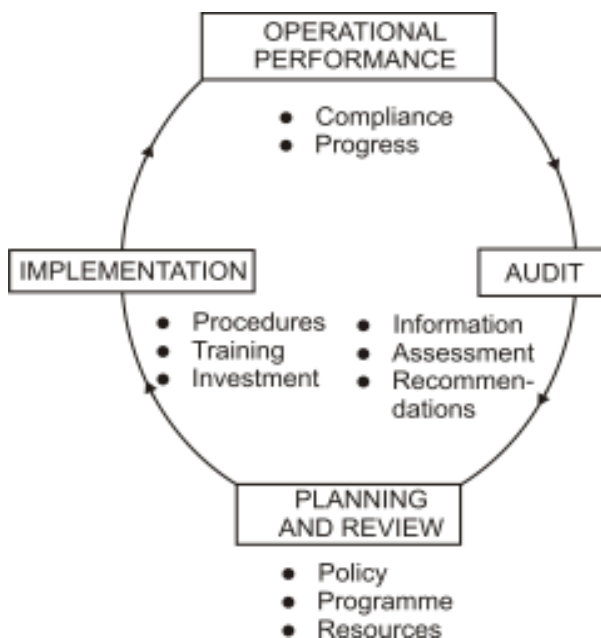 OPERATIONAL
PERFORMANCE
● Compliance
● Progress
IMPLEMENTATION
AUDIT
● Procedures
● Training
● Investment
● Information
● Assessment
● Recommen-
dations
PLANNING
AND REVIEW
● Policy
● Programme
● Resources